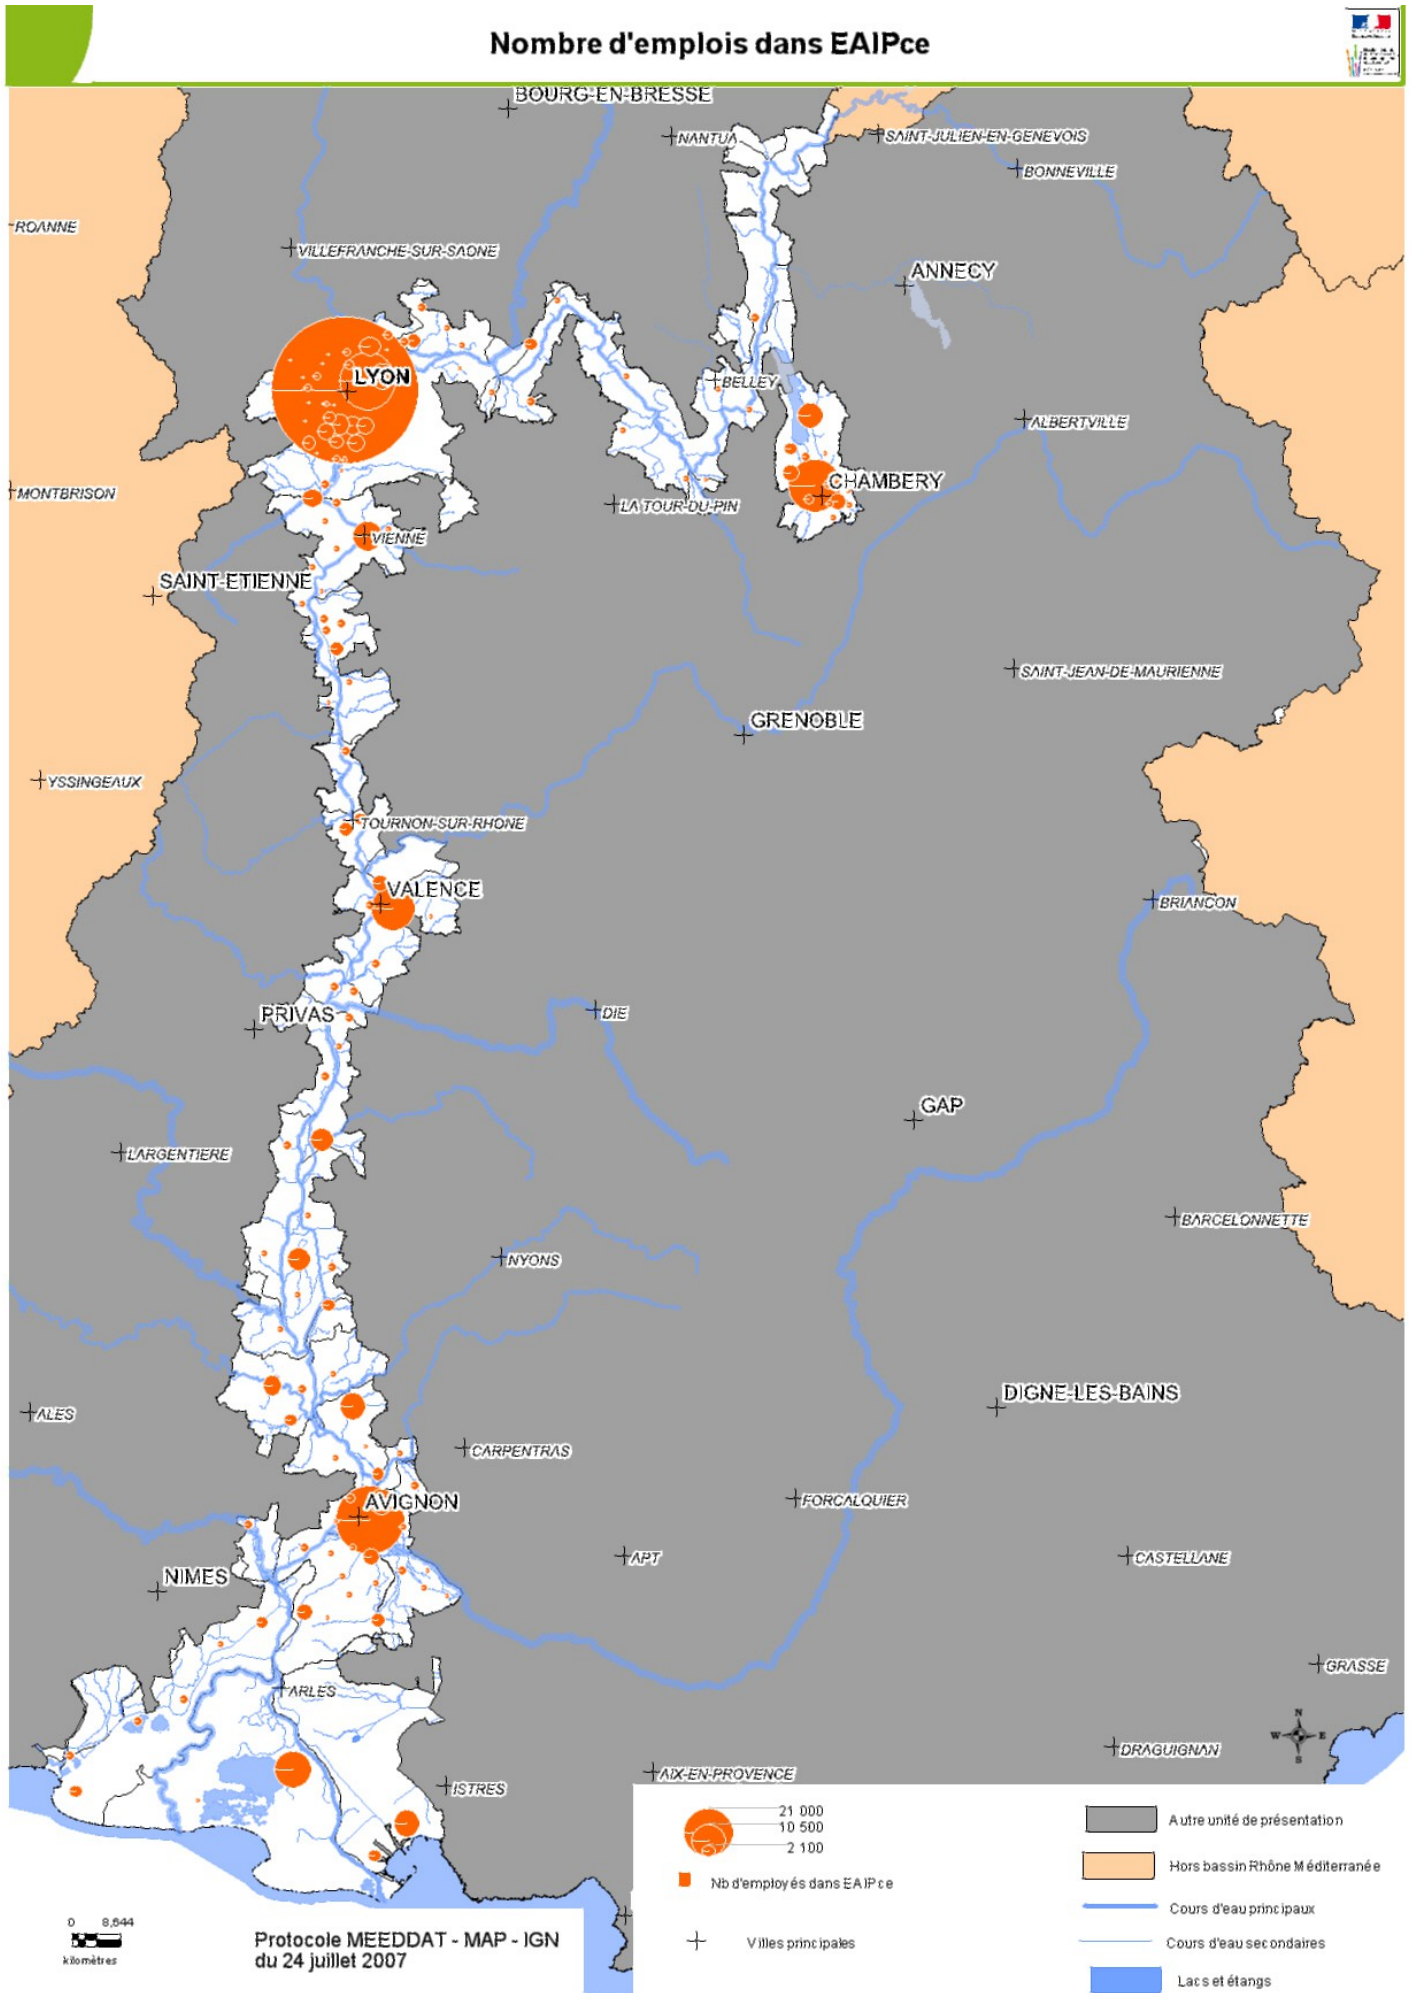 Nombre d'emplois dans EAIPce
BOURG-EN-BRESSE
NANTUA
SAINT-JULIEN-EN-GENEVOIS
BONNEVILLE
ROANNE
VILLEFRANCHE-SUR-SAONE
ANNECY
LYON
BELLEY
ALBERTVILLE
MONTBRISON
CHAMBERY
LA TOUR-DU-PIN
VIENNE
SAINT-ETIENNE
SAINT-JEAN-DE-MAURIENNE
GRENOBLE
YSSINGEAUX
TOURNON-SUR-RHONE
VALENCE
BRIANCON
PRIVAS
DIE
GAP
LARGENTIERE
BARCELONNETTE
NYONS
DIGNE-LES-BAINS
ALES
CARPENTRAS
AVIGNON
FORCALQUIER
APT
CASTELLANE
NIMES
GRASSE
ARLES
N
W E
S
DRAGUIGNAN
AIX-EN-PROVENCE
ISTRES
21 000
10 500
2 100
Nb d'employés dans EAIPce
Villes principales
Autre unité de présentation
Hors bassin Rhône Méditerranée
Cours d'eau principaux
Cours d'eau secondaires
Lacs et étangs
0 8,644
kilomètres
Protocole MEEDDAT - MAP - IGN
du 24 juillet 2007